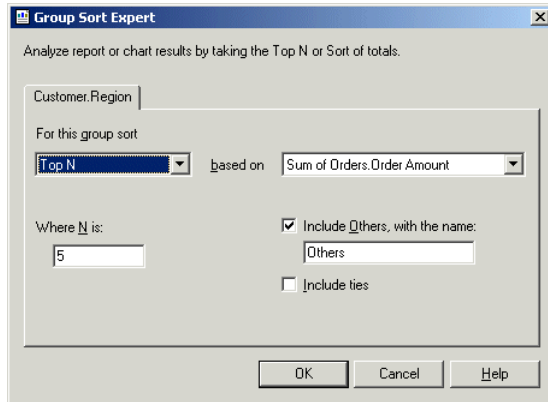 Group Sort Expert
Analyze report or chart results by taking the Top N or Sort of totals.
Customer.Region
For this group sort
Top N based on Sum of Orders.Order Amount
Where N is: Include Others, with the name:
5 Others
Include ties
OK Cancel Help